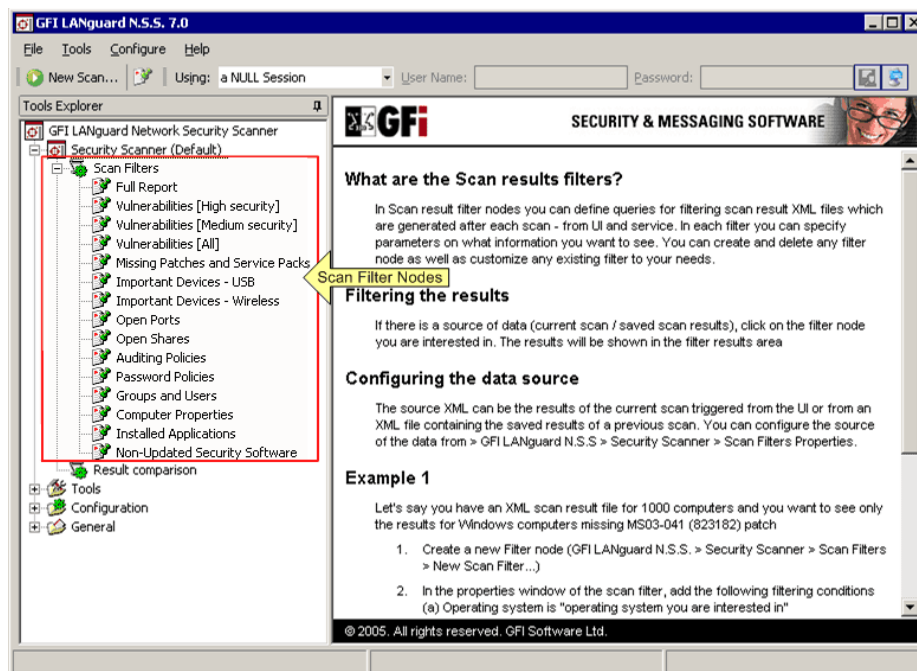 GFI LANguard N.S.S. 7.0
File Tools Configure Help
New Scan... Using: a NULL Session User Name: Password:
Tools Explorer
GFI LANguard Network Security Scanner
Security Scanner (Default)
Scan Filters
Full Report
Vulnerabilities [High security]
Vulnerabilities [Medium security]
Vulnerabilities [All]
Missing Patches and Service Packs
Important Devices - USB
Important Devices - Wireless
Open Ports
Open Shares
Auditing Policies
Password Policies
Groups and Users
Computer Properties
Installed Applications
Non-Updated Security Software
Result comparison
Tools
Configuration
General
Scan Filter Nodes
GFi
SECURITY & MESSAGING SOFTWARE
What are the Scan results filters?
In Scan result filter nodes you can define queries for filtering scan result XML files which
are generated after each scan - from UI and service. In each filter you can specify
parameters on what information you want to see. You can create and delete any filter
node as well as customize any existing filter to your needs.
Filtering the results
If there is a source of data (current scan / saved scan results), click on the filter node
you are interested in. The results will be shown in the filter results area
Configuring the data source
The source XML can be the results of the current scan triggered from the UI or from an
XML file containing the saved results of a previous scan. You can configure the source
of the data from > GFI LANguard N.S.S > Security Scanner > Scan Filters Properties.
Example 1
Let's say you have an XML scan result file for 1000 computers and you want to see only
the results for Windows computers missing MS03-041 (823182) patch
1. Create a new Filter node (GFI LANguard N.S.S. > Security Scanner > Scan Filters
> New Scan Filter...)
2. In the properties window of the scan filter, add the following filtering conditions
(a) Operating system is "operating system you are interested in"
© 2005. All rights reserved. GFI Software Ltd.